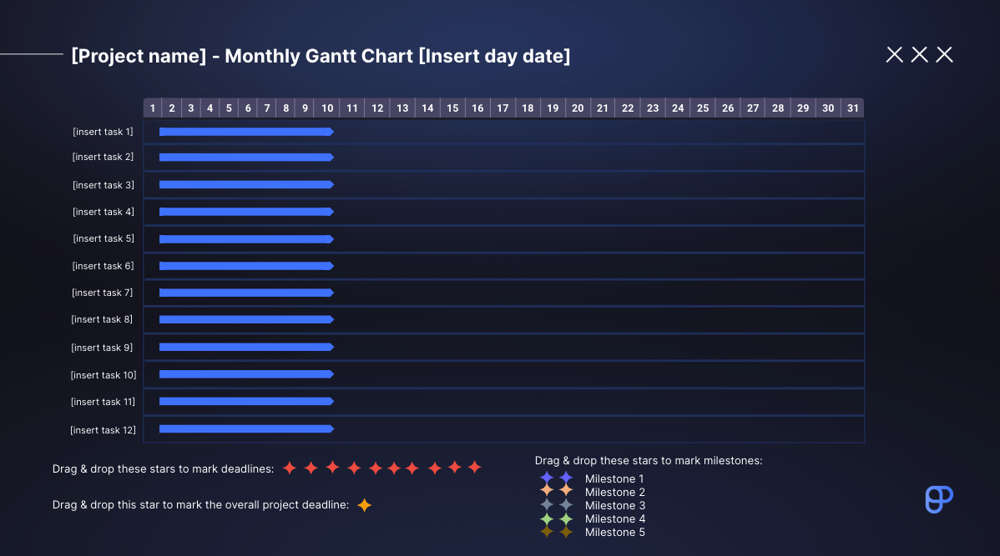 [Project name] - Monthly Gantt Chart [Insert day date]
1 2 3 4 5 6 7 8 9 10 11 12 13 14 15 16 17 18 19 20 21 22 23 24 25 26 27 28 29 30 31
[insert task 1]
[insert task 2]
[insert task 3]
[insert task 4]
[insert task 5]
[insert task 6]
[insert task 7]
[insert task 8]
[insert task 9]
[insert task 10]
[insert task 11]
[insert task 12]
Drag & drop these stars to mark deadlines:
Drag & drop this star to mark the overall project deadline:
Drag & drop these stars to mark milestones:
Milestone 1
Milestone 2
Milestone 3
Milestone 4
Milestone 5